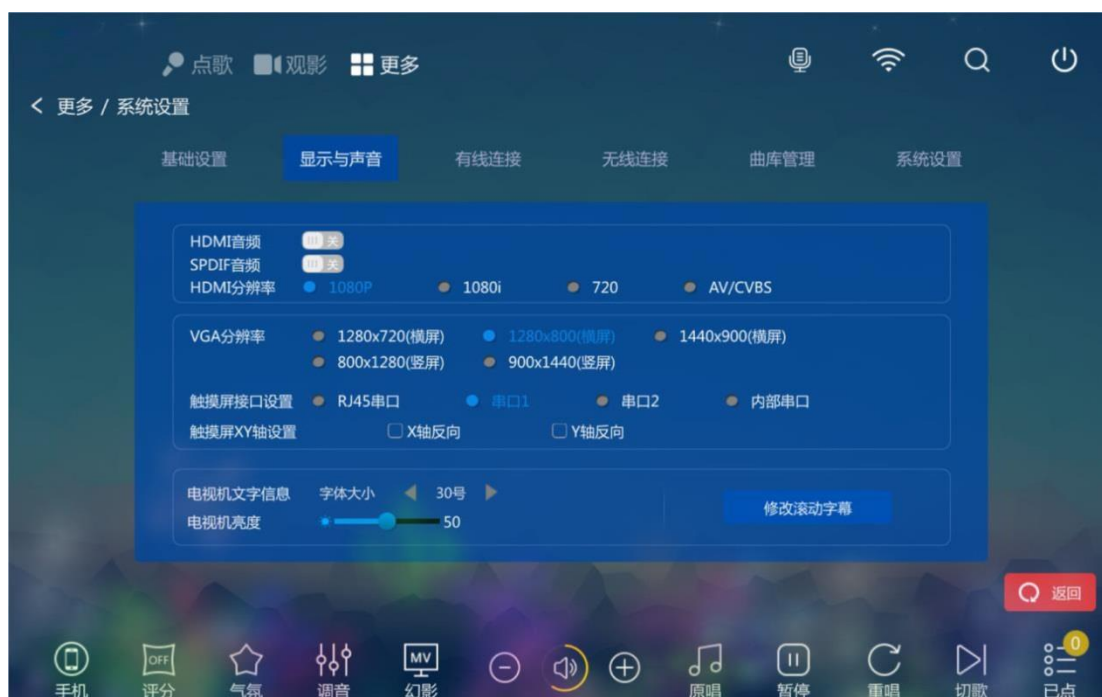 点歌 观影 更多
更多 / 系统设置
基础设置 显示与声音 有线连接 无线连接 曲库管理 系统设置
HDMI音频 关
SPDIF音频 关
HDMI分辨率 1080P 1080i 720 AV/CVBS
VGA分辨率 1280x720(横屏) 1280x800(横屏) 1440x900(横屏)
800x1280(竖屏) 900x1440(竖屏)
触摸屏接口设置 RJ45串口 串口1 串口2 内部串口
触摸屏XY轴设置 X轴反向 Y轴反向
电视机文字信息 字体大小 30号
修改滚动字幕
电视机亮度 50
返回
OFF MV 0
手机 评分 气氛 调音 幻影 原唱 暂停 重唱 切歌 已点